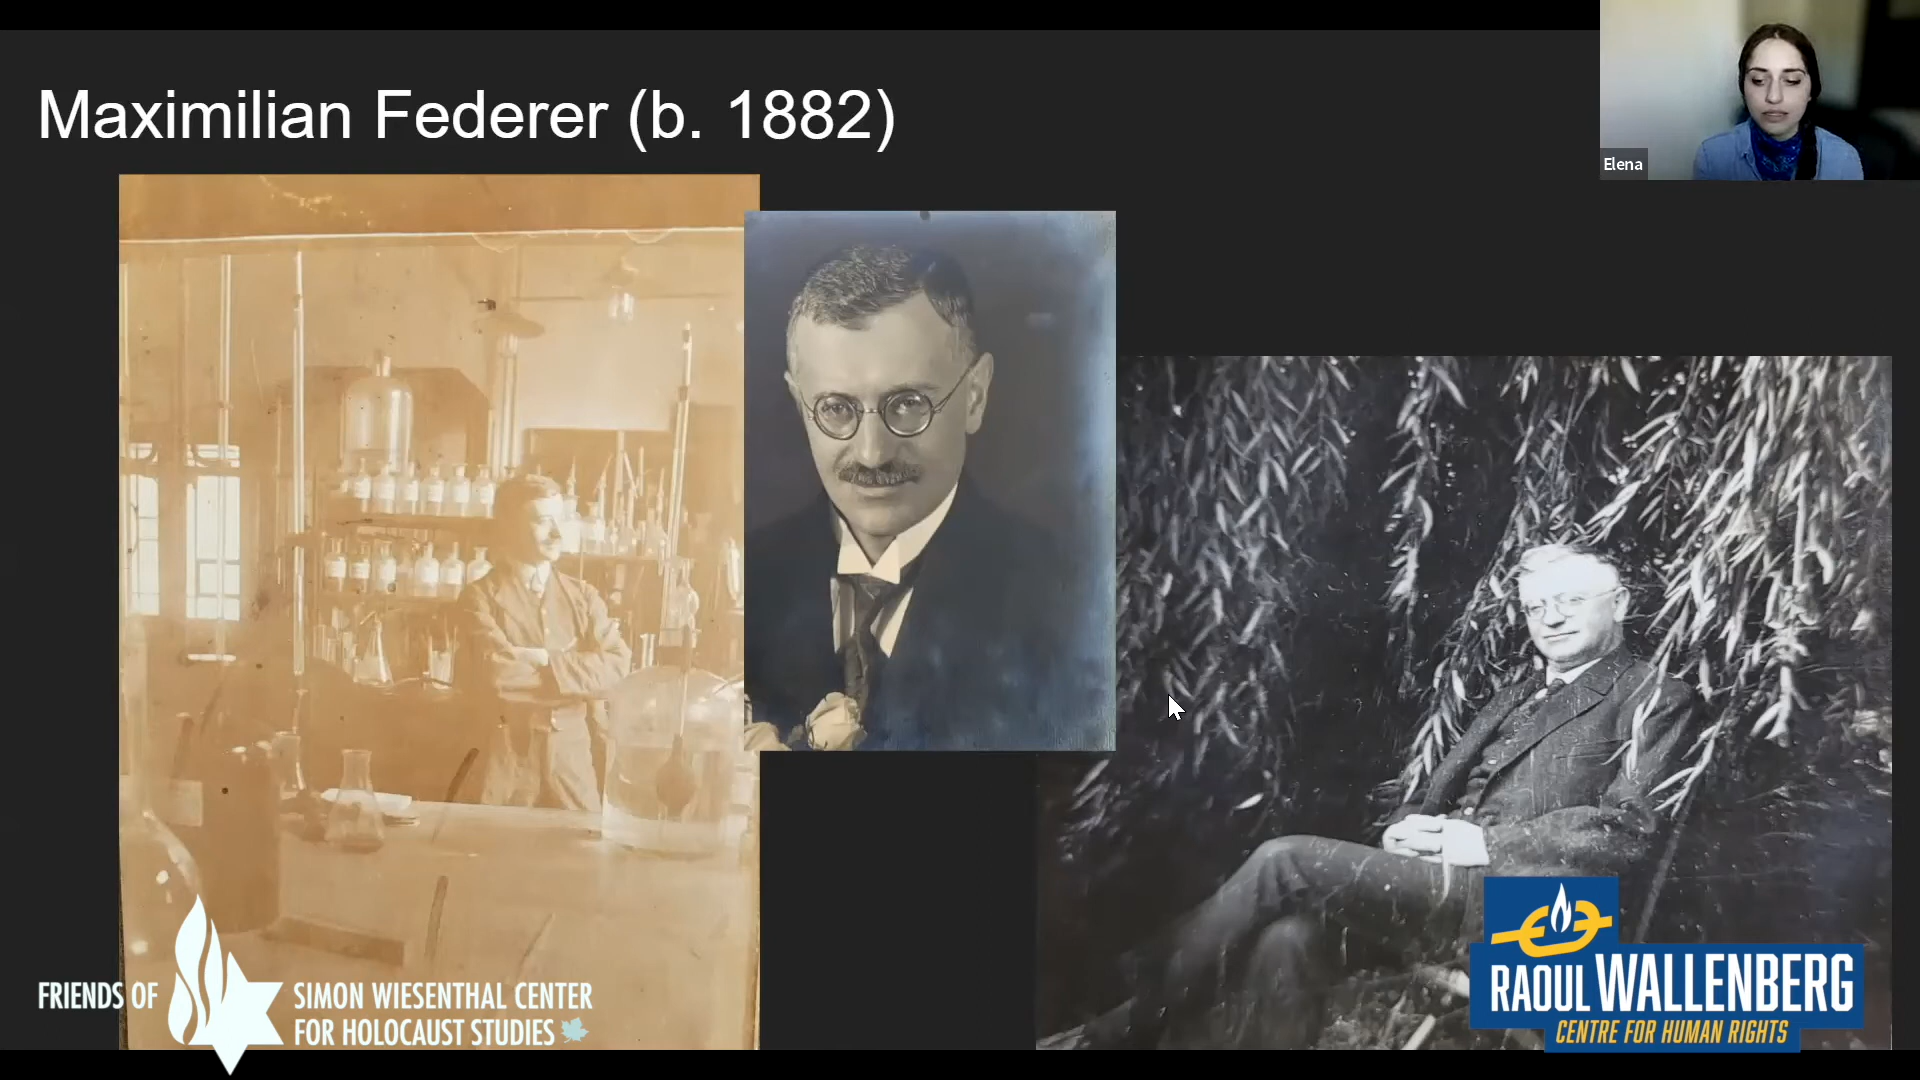 Maximilian Federer (b. 1882)
Elena
FRIENDS OF
SIMON WIESENTHAL CENTER
FOR HOLOCAUST STUDIES
RAOUL WALLENBERG
CENTRE FOR HUMAN RIGHTS